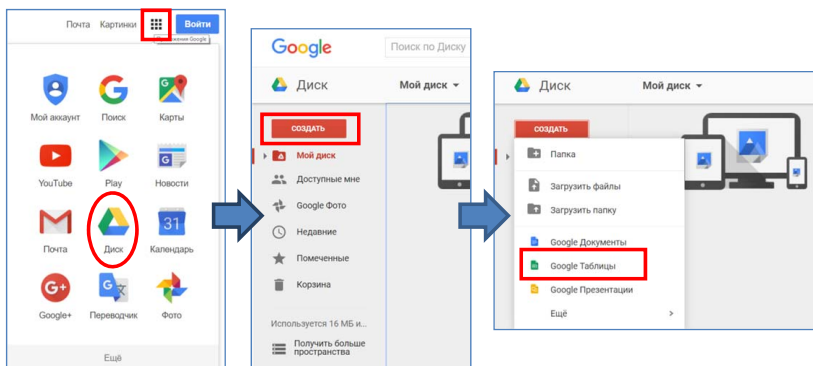 Почта Картинки Войти
Приложения Google
Мой аккаунт Поиск Карты
YouTube Play Новости
31
Почта Диск Календарь
G+
Google+ Переводчик Фото
Ещё
Google Поиск по Диску
Диск Мой диск
СОЗДАТЬ
Мой диск
Доступные мне
Google Фото
Недавние
Помеченные
Корзина
Используется 16 МБ и...
Получить больше
пространства
Диск Мой диск
СОЗДАТЬ
Папка
Загрузить файлы
Загрузить папку
Google Документы
Google Таблицы
Google Презентации
Ещё